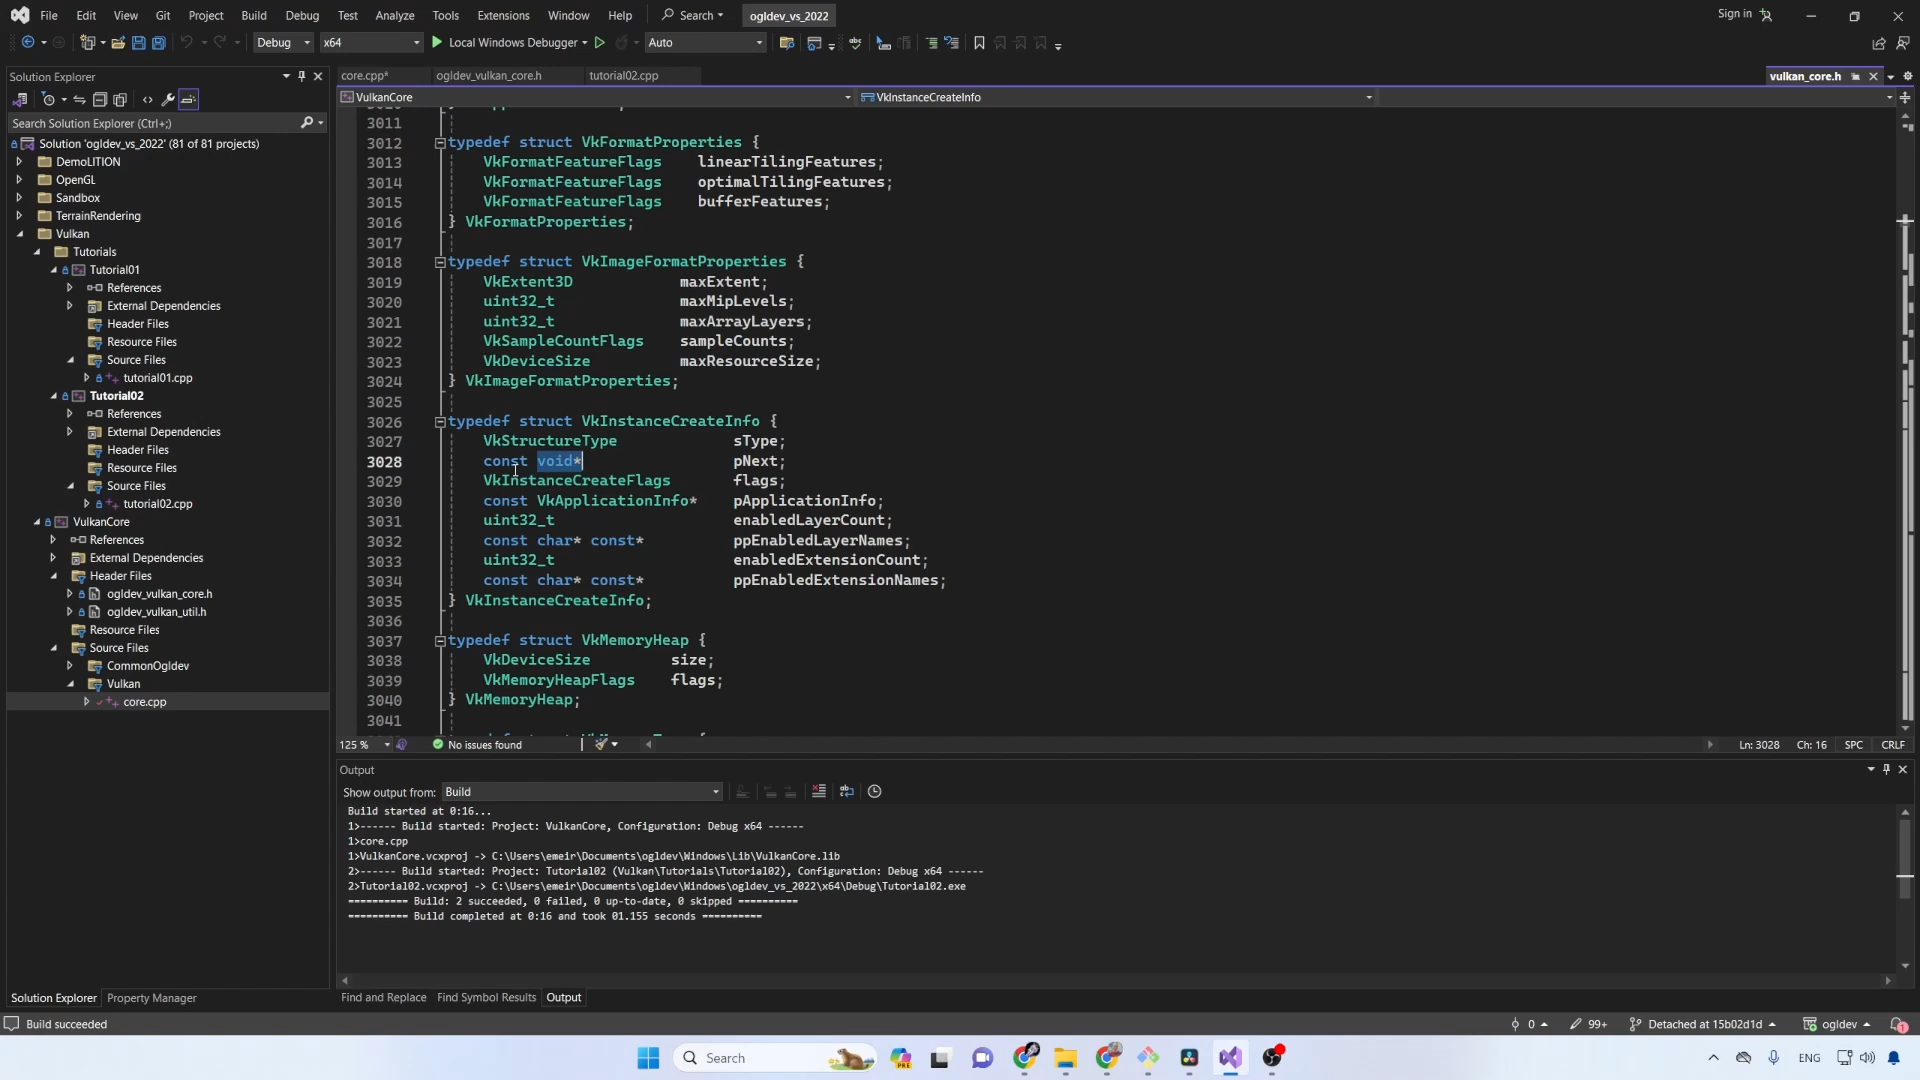 File Edit View Git Project Build Debug Test Analyze Tools Extensions Window Help Search ogldev_vs_2022 Sign in
Debug x64 Local Windows Debugger Auto
Solution Explorer
Search Solution Explorer (Ctrl+;)
Solution 'ogldev_vs_2022' (81 of 81 projects)
DemoLITION
OpenGL
Sandbox
TerrainRendering
Vulkan
Tutorials
Tutorial01
References
External Dependencies
Header Files
Resource Files
Source Files
tutorial01.cpp
Tutorial02
References
External Dependencies
Header Files
Resource Files
Source Files
tutorial02.cpp
VulkanCore
References
External Dependencies
Header Files
ogldev_vulkan_core.h
ogldev_vulkan_util.h
Resource Files
Source Files
CommonOgldev
Vulkan
core.cpp
Solution Explorer Property Manager
core.cpp* ogldev_vulkan_core.h tutorial02.cpp vulkan_core.h
VulkanCore VkInstanceCreateInfo
3011
3012 typedef struct VkFormatProperties {
3013 VkFormatFeatureFlags linearTilingFeatures;
3014 VkFormatFeatureFlags optimalTilingFeatures;
3015 VkFormatFeatureFlags bufferFeatures;
3016 } VkFormatProperties;
3017
3018 typedef struct VkImageFormatProperties {
3019 VkExtent3D maxExtent;
3020 uint32_t maxMipLevels;
3021 uint32_t maxArrayLayers;
3022 VkSampleCountFlags sampleCounts;
3023 VkDeviceSize maxResourceSize;
3024 } VkImageFormatProperties;
3025
3026 typedef struct VkInstanceCreateInfo {
3027 VkStructureType sType;
3028 const void* pNext;
3029 VkInstanceCreateFlags flags;
3030 const VkApplicationInfo* pApplicationInfo;
3031 uint32_t enabledLayerCount;
3032 const char* const* ppEnabledLayerNames;
3033 uint32_t enabledExtensionCount;
3034 const char* const* ppEnabledExtensionNames;
3035 } VkInstanceCreateInfo;
3036
3037 typedef struct VkMemoryHeap {
3038 VkDeviceSize size;
3039 VkMemoryHeapFlags flags;
3040 } VkMemoryHeap;
3041
125 % No issues found Ln: 3028 Ch: 16 SPC CRLF
Output
Show output from: Build
Build started at 0:16...
1>------ Build started: Project: VulkanCore, Configuration: Debug x64 ------
1>core.cpp
1>VulkanCore.vcxproj -> C:\Users\emeir\Documents\ogldev\Windows\Lib\VulkanCore.lib
2>------ Build started: Project: Tutorial02 (Vulkan\Tutorials\Tutorial02), Configuration: Debug x64 ------
2>Tutorial02.vcxproj -> C:\Users\emeir\Documents\ogldev\Windows\ogldev_vs_2022\x64\Debug\Tutorial02.exe
========== Build: 2 succeeded, 0 failed, 0 up-to-date, 0 skipped ==========
========== Build completed at 0:16 and took 01.155 seconds ==========
Find and Replace Find Symbol Results Output
Build succeeded 0 99+ Detached at 15b02d1d ogldev 1
Search PRE ENG